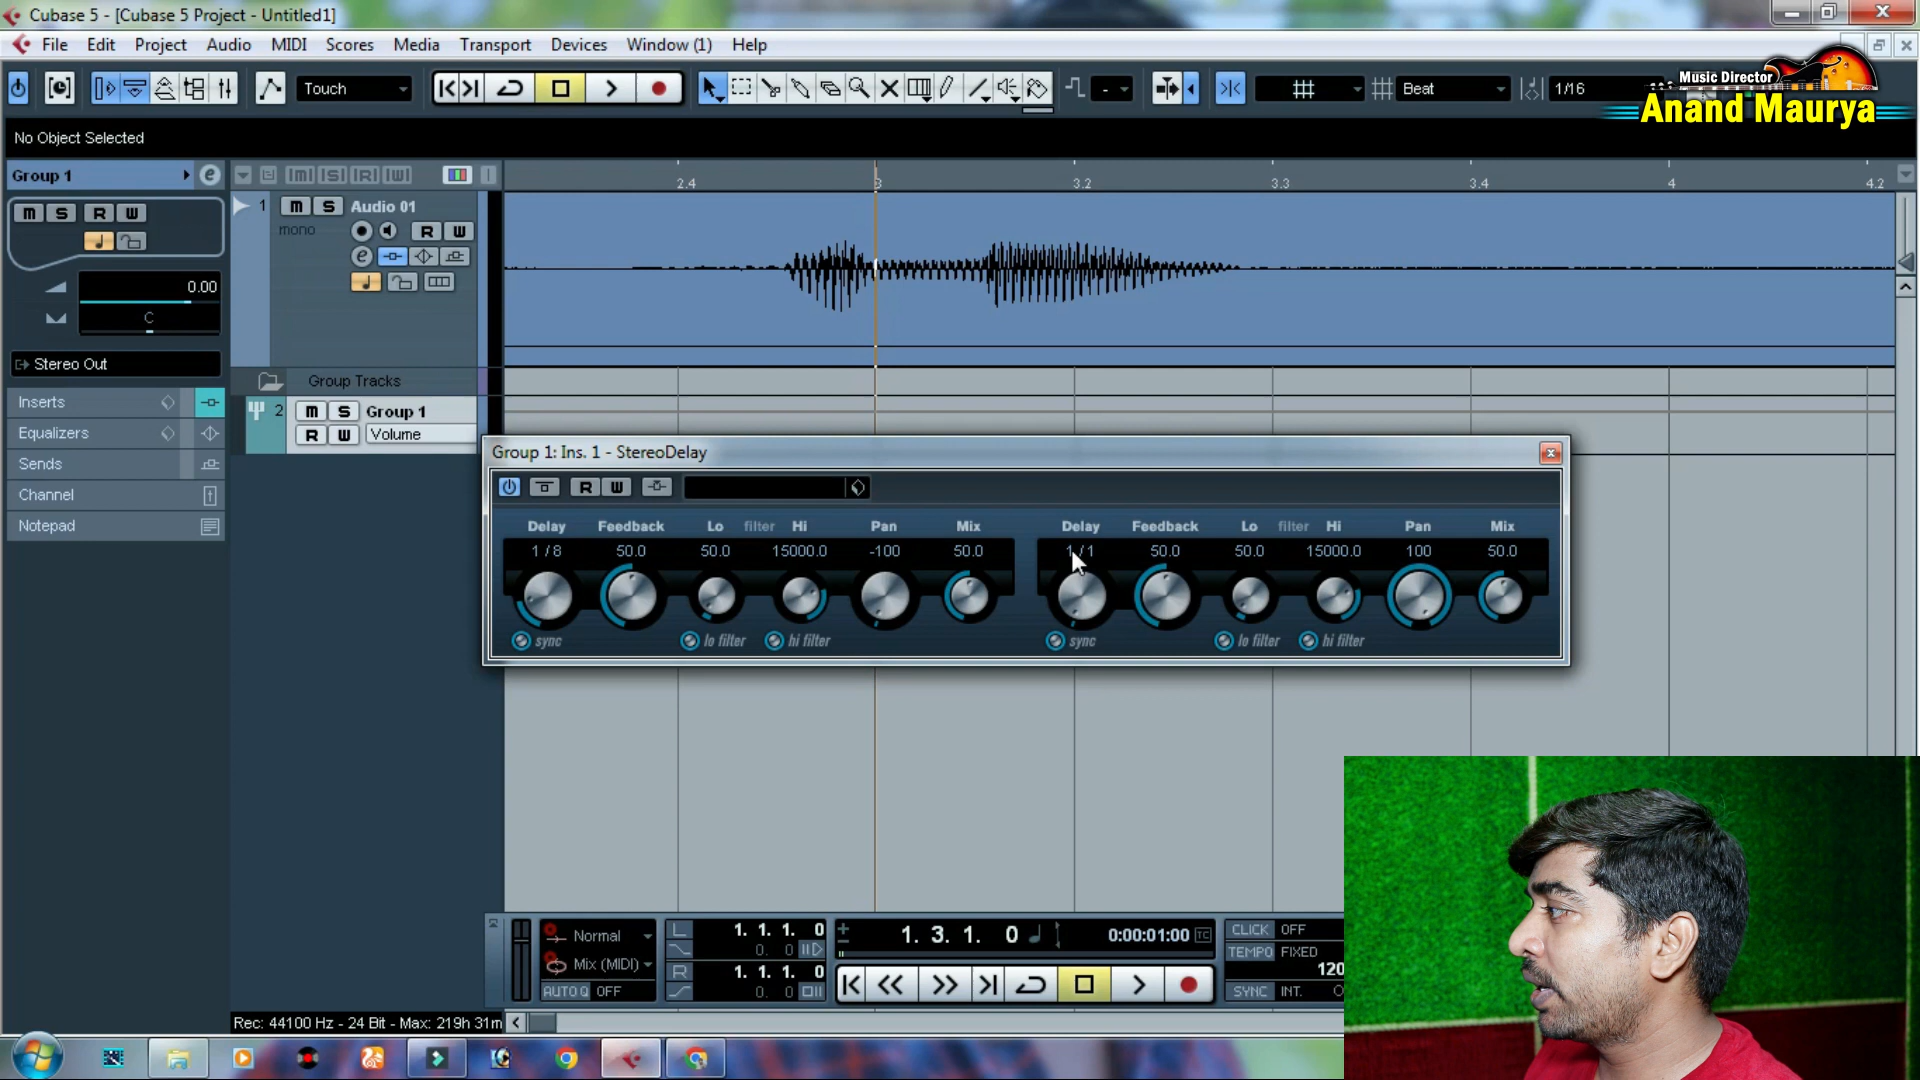 Cubase 5 - [Cubase 5 Project - Untitled1]
File Edit Project Audio MIDI Scores Media Transport Devices Window (1) Help
Touch - Beat 1/16
Music Director
Anand Maurya
No Object Selected
Group 1 e
M S R W
0.00
C
Stereo Out
Inserts
Equalizers
Sends
Channel
Notepad
M S R W
2.4 3 3.2 3.3 3.4 4 4.2
1 M S Audio 01
mono R W
e
Group Tracks
2 M S Group 1
R W Volume
Group 1: Ins. 1 - StereoDelay
R W
Delay Feedback Lo filter Hi Pan Mix Delay Feedback Lo filter Hi Pan Mix
1 / 8 50.0 50.0 15000.0 -100 50.0 1 / 1 50.0 50.0 15000.0 100 50.0
sync lo filter hi filter sync lo filter hi filter
Normal
Mix (MIDI)
AUTO Q OFF
L 1. 1. 1. 0
0. 0
R 1. 1. 1. 0
0. 0
1. 3. 1. 0 0:00:01:00 TC
CLICK OFF
TEMPO FIXED
120
SYNC INT.
Rec: 44100 Hz - 24 Bit - Max: 219h 31m